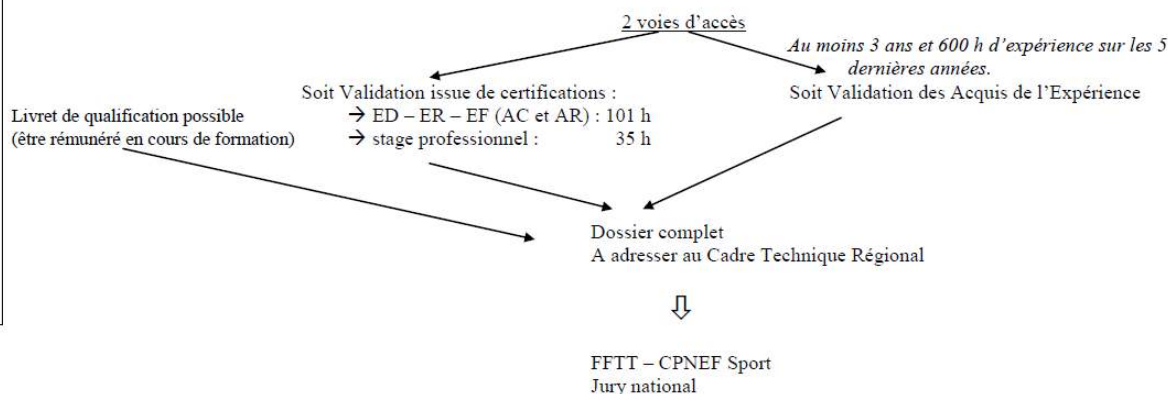 2 voies d’accès
Au moins 3 ans et 600 h d’expérience sur les 5
dernières années.
Soit Validation issue de certifications :
→ ED – ER – EF (AC et AR) : 101 h
→ stage professionnel : 35 h
Soit Validation des Acquis de l’Expérience
Livret de qualification possible
(être rémunéré en cours de formation)
Dossier complet
A adresser au Cadre Technique Régional
FFTT – CPNEF Sport
Jury national